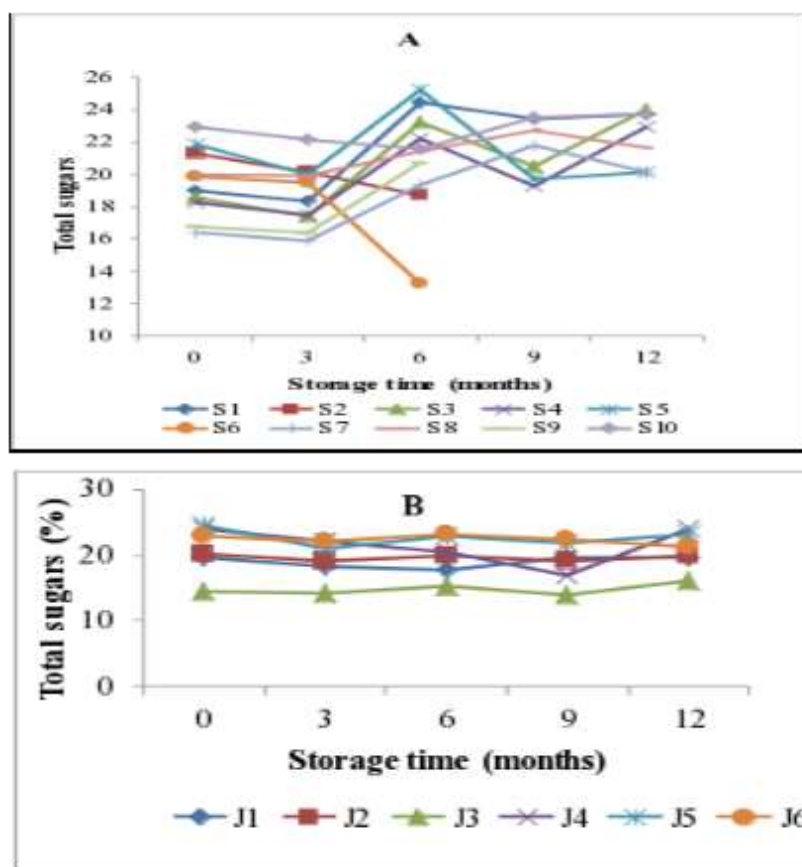 A
26
24
22
20
18
16
14
12
10
Total sugars
0 3 6 9 12
Storage time (months)
S1 S2 S3 S4 S5
S6 S7 S8 S9 S10
B
30
20
10
0
Total sugars (%)
0 3 6 9 12
Storage time (months)
J1 J2 J3 J4 J5 J6